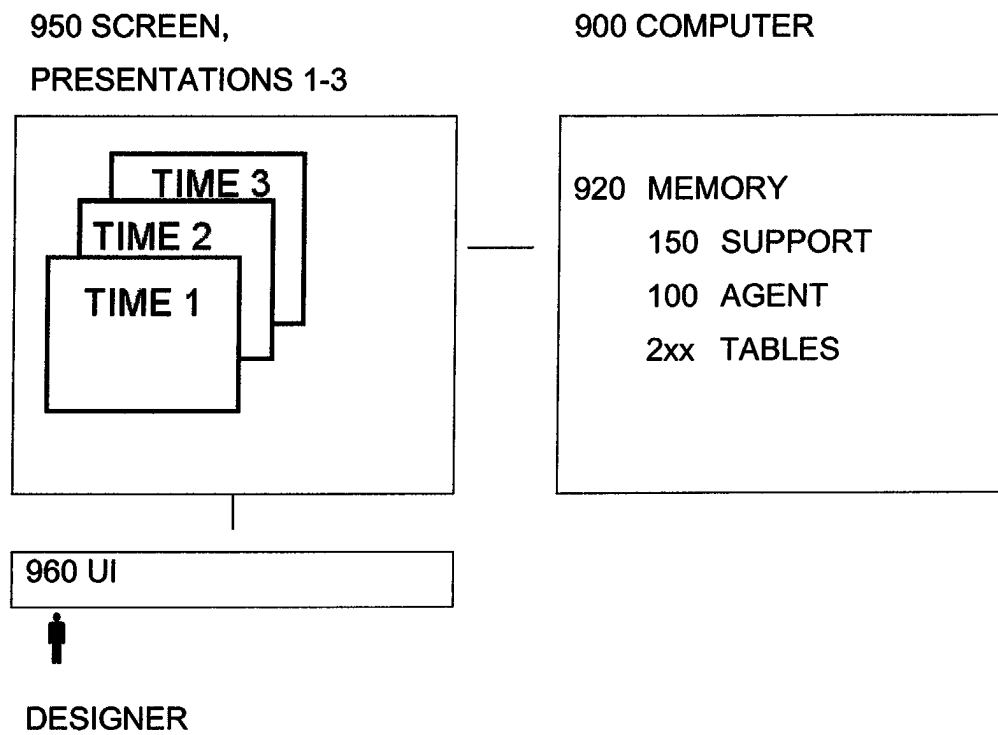 950 SCREEN,
PRESENTATIONS 1-3
900 COMPUTER
TIME 3
TIME 2
TIME 1
920 MEMORY
150 SUPPORT
100 AGENT
2xx TABLES
960 UI
DESIGNER